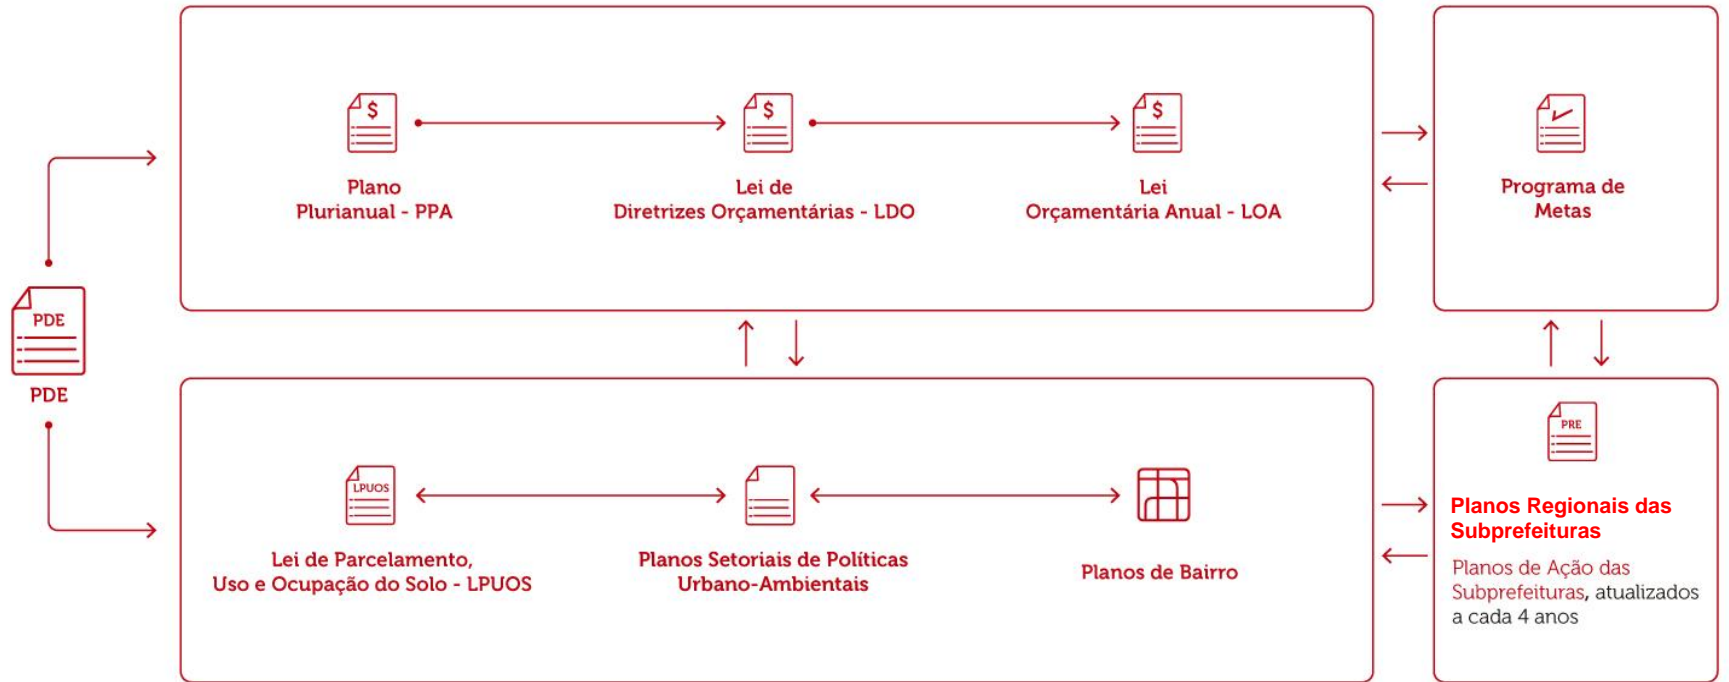 $
Plano
Plurianual - PPA
$
Lei de
Diretrizes Orçamentárias - LDO
$
Lei
Orçamentária Anual - LOA
Programa de
Metas
PDE
PDE
LPUOS
Lei de Parcelamento,
Uso e Ocupação do Solo - LPUOS
Planos Setoriais de Políticas
Urbano-Ambientais
Planos de Bairro
PRE
Planos Regionais das
Subprefeituras
Planos de Ação das
Subprefeituras, atualizados
a cada 4 anos